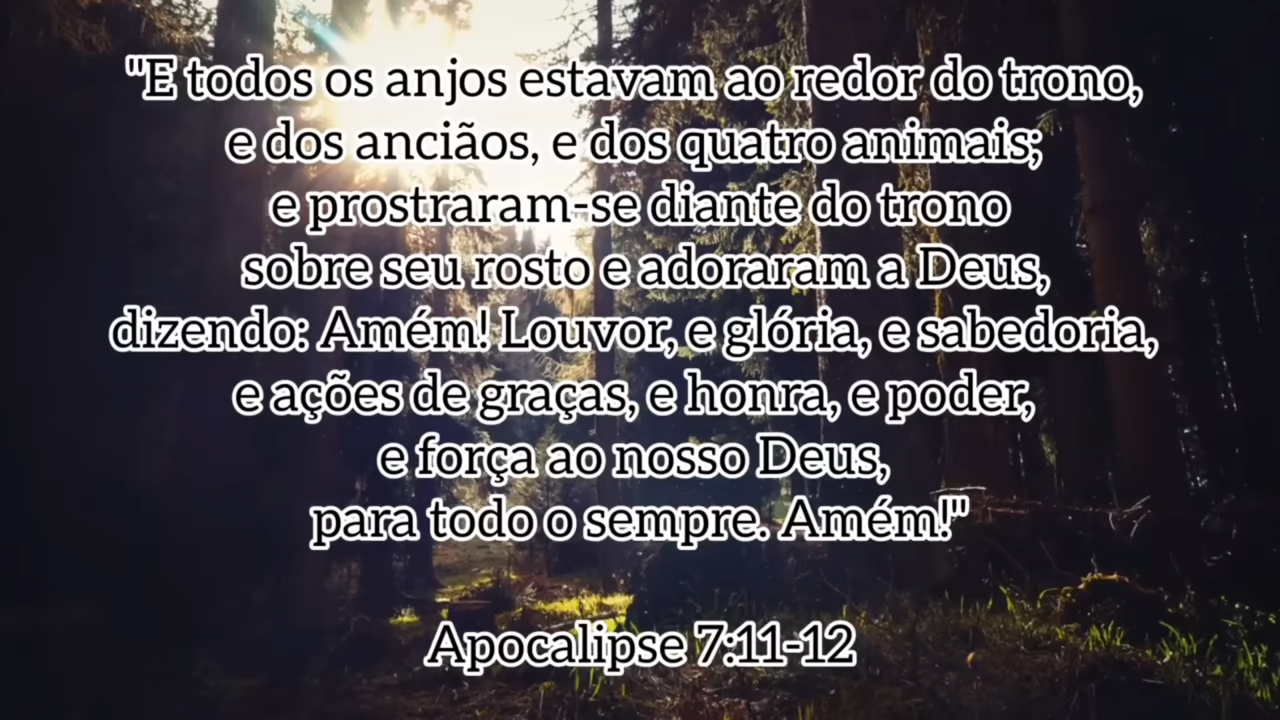 "E todos os anjos estavam ao redor do trono,
e dos anciãos, e dos quatro animais;
e prostraram-se diante do trono
sobre seu rosto e adoraram a Deus,
dizendo: Amém! Louvor, e glória, e sabedoria,
e ações de graças, e honra, e poder,
e força ao nosso Deus,
para todo o sempre. Amém!"
Apocalipse 7:11-12